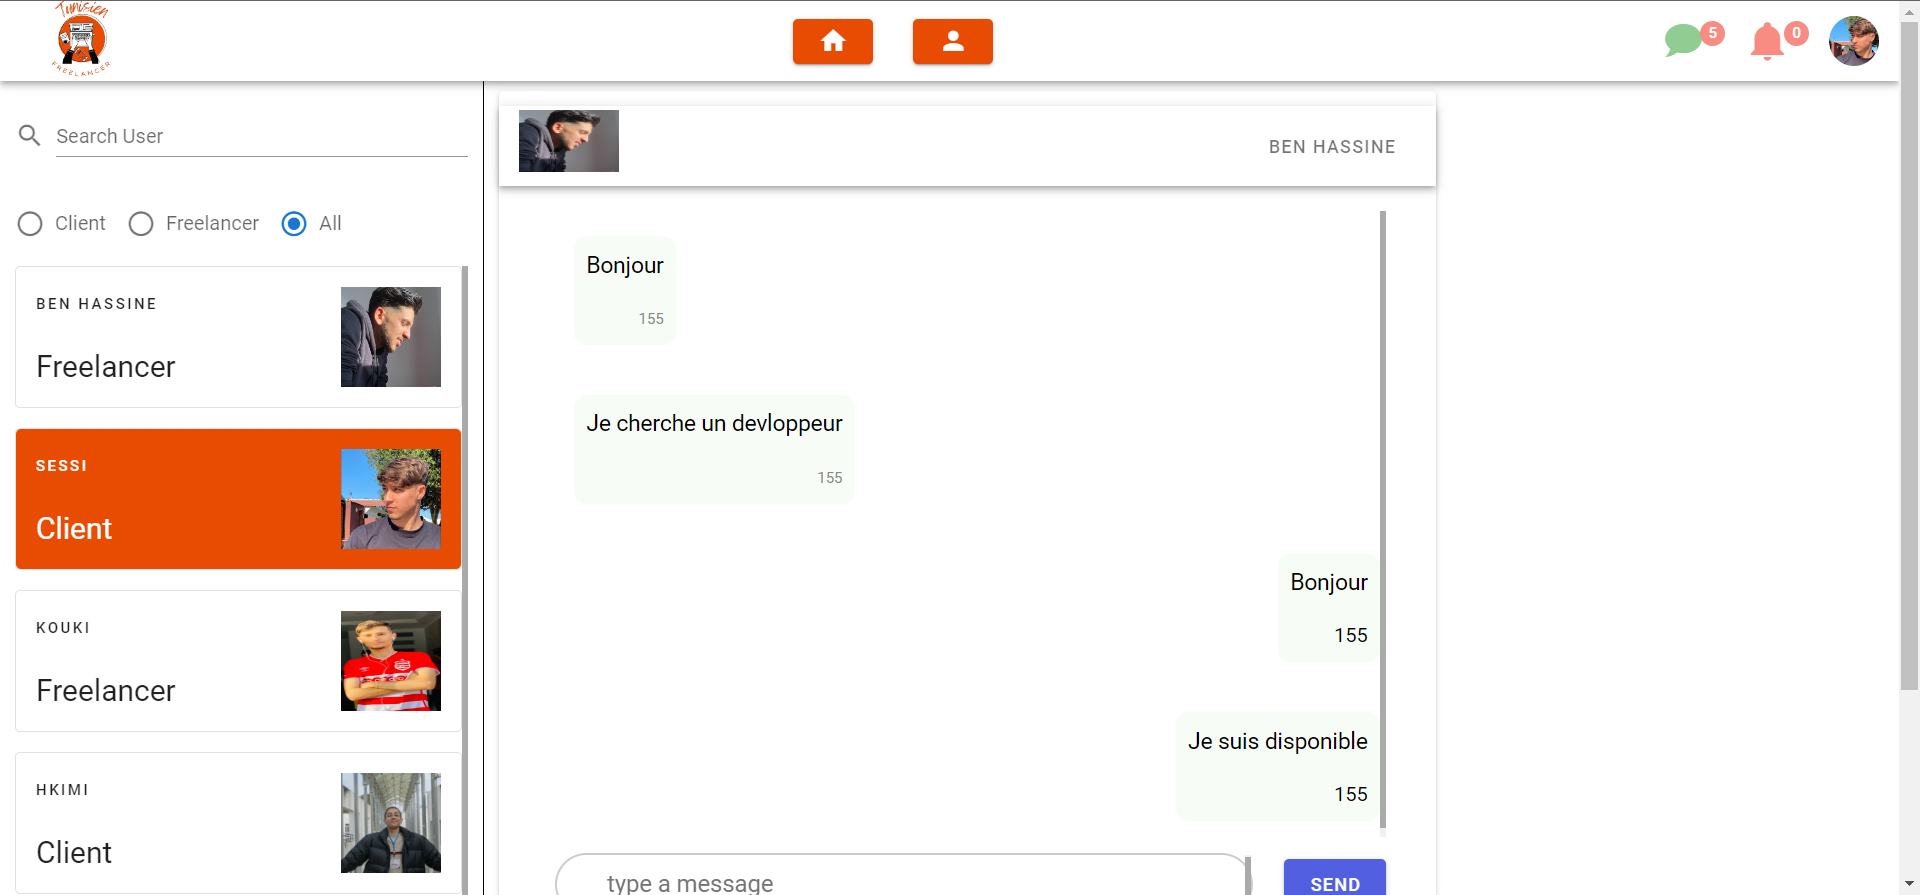 Tunisien
FREELANCER
5
0
Search User
Client
Freelancer
All
BEN HASSINE
Freelancer
SESSI
Client
KOUKI
Freelancer
HKIMI
Client
BEN HASSINE
Bonjour
155
Je cherche un devloppeur
155
Bonjour
155
Je suis disponible
155
type a message
SEND